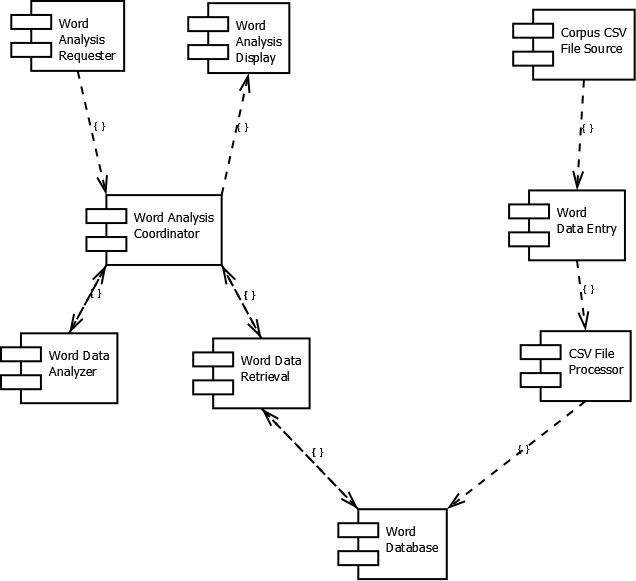 Word
Analysis
Requester
Word
Analysis
Display
Corpus CSV
File Source
{ }
{ }
{ }
Word Analysis
Coordinator
Word
Data Entry
{ }
{ }
{ }
Word Data
Analyzer
Word Data
Retrieval
CSV File
Processor
{ }
{ }
Word
Database